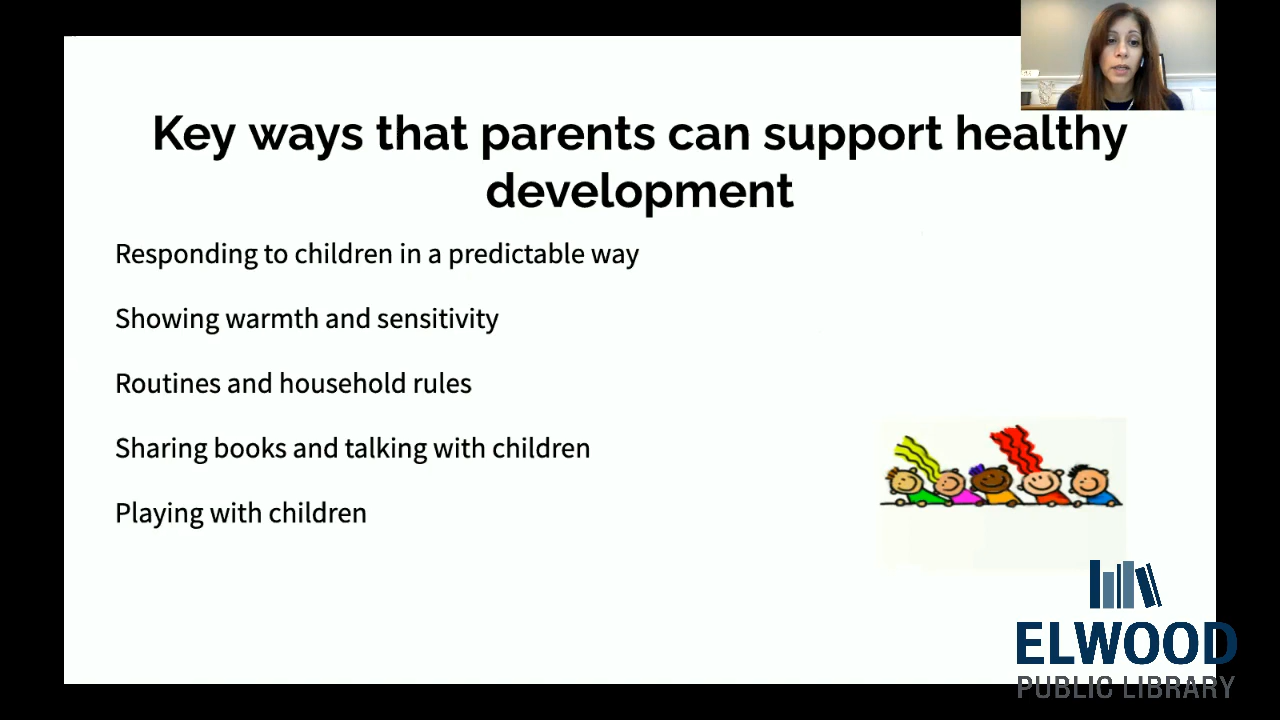 Key ways that parents can support healthy
development
Responding to children in a predictable way
Showing warmth and sensitivity
Routines and household rules
Sharing books and talking with children
Playing with children
ELWOOD
PUBLIC LIBRARY